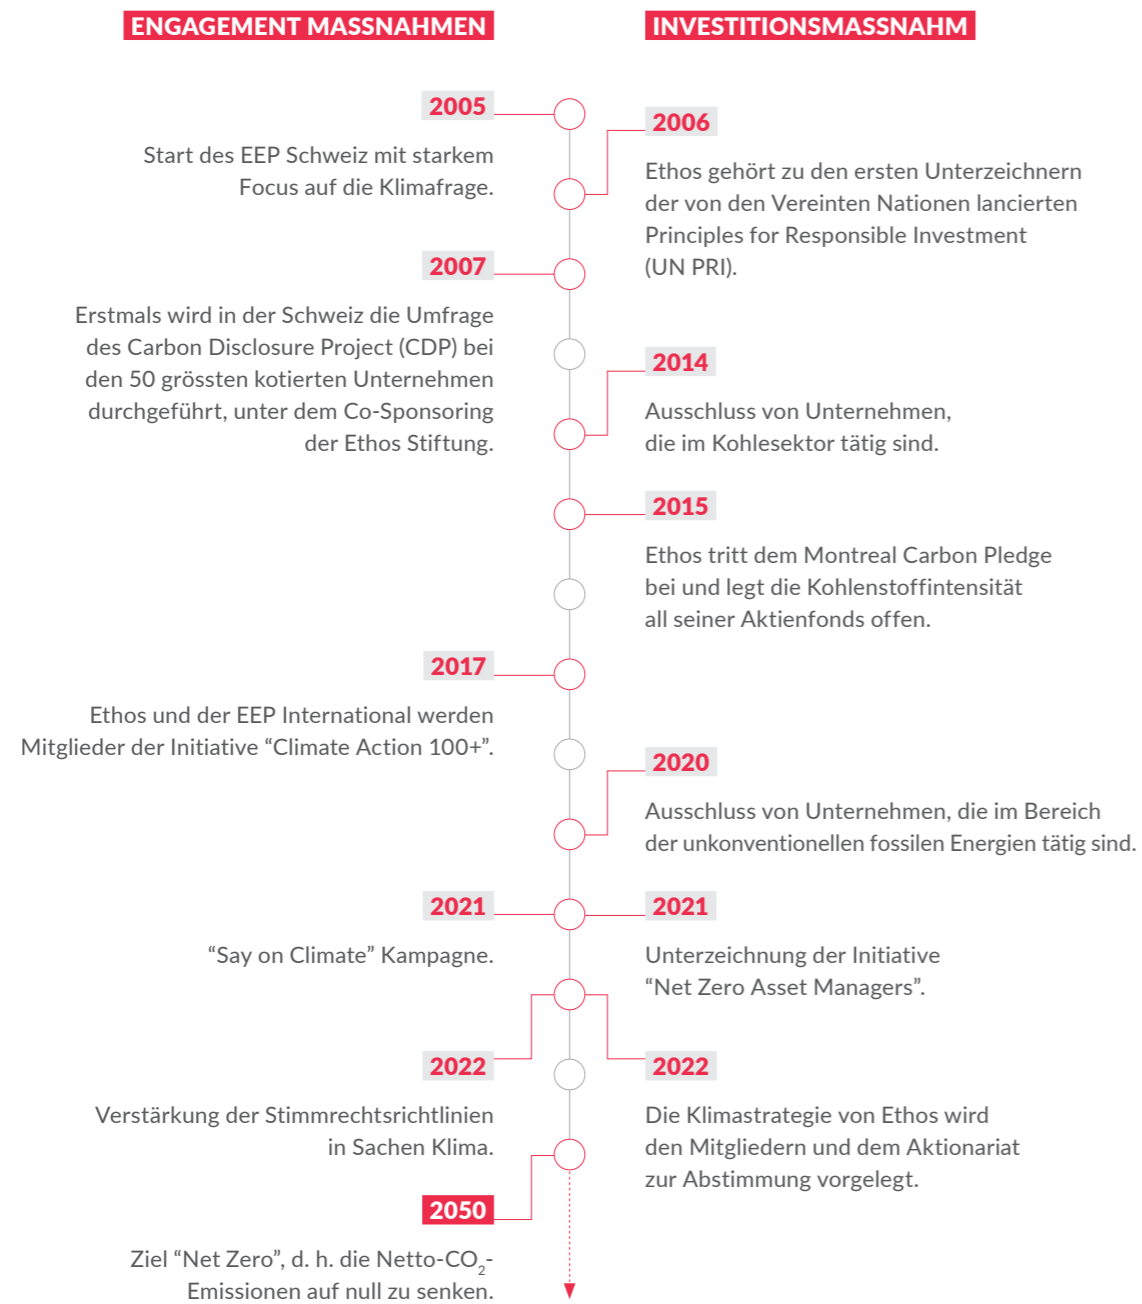 ENGAGEMENT MASSNAHMEN
INVESTITIONSMASSNAHM
2005
Start des EEP Schweiz mit starkem
Focus auf die Klimafrage.
2006
Ethos gehört zu den ersten Unterzeichnern
der von den Vereinten Nationen lancierten
Principles for Responsible Investment
(UN PRI).
2007
Erstmals wird in der Schweiz die Umfrage
des Carbon Disclosure Project (CDP) bei
den 50 grössten kotierten Unternehmen
durchgeführt, unter dem Co-Sponsoring
der Ethos Stiftung.
2014
Ausschluss von Unternehmen,
die im Kohlesektor tätig sind.
2015
Ethos tritt dem Montreal Carbon Pledge
bei und legt die Kohlenstoffintensität
all seiner Aktienfonds offen.
2017
Ethos und der EEP International werden
Mitglieder der Initiative “Climate Action 100+”.
2020
Ausschluss von Unternehmen, die im Bereich
der unkonventionellen fossilen Energien tätig sind.
2021
“Say on Climate” Kampagne.
2021
Unterzeichnung der Initiative
“Net Zero Asset Managers”.
2022
Verstärkung der Stimmrechtsrichtlinien
in Sachen Klima.
2022
Die Klimastrategie von Ethos wird
den Mitgliedern und dem Aktionariat
zur Abstimmung vorgelegt.
2050
Ziel “Net Zero”, d. h. die Netto-CO₂-
Emissionen auf null zu senken.